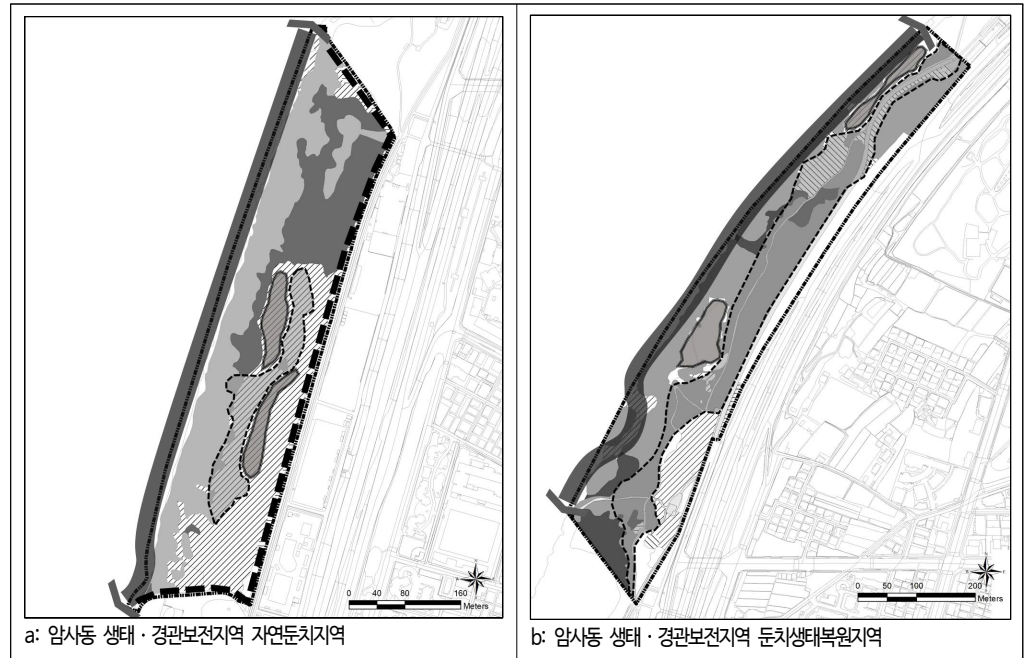 0 40 80 160
Meters
a: 암사동 생태 · 경관보전지역 자연둔치지역
0 50 100 200
Meters
b: 암사동 생태 · 경관보전지역 둔치생태복원지역